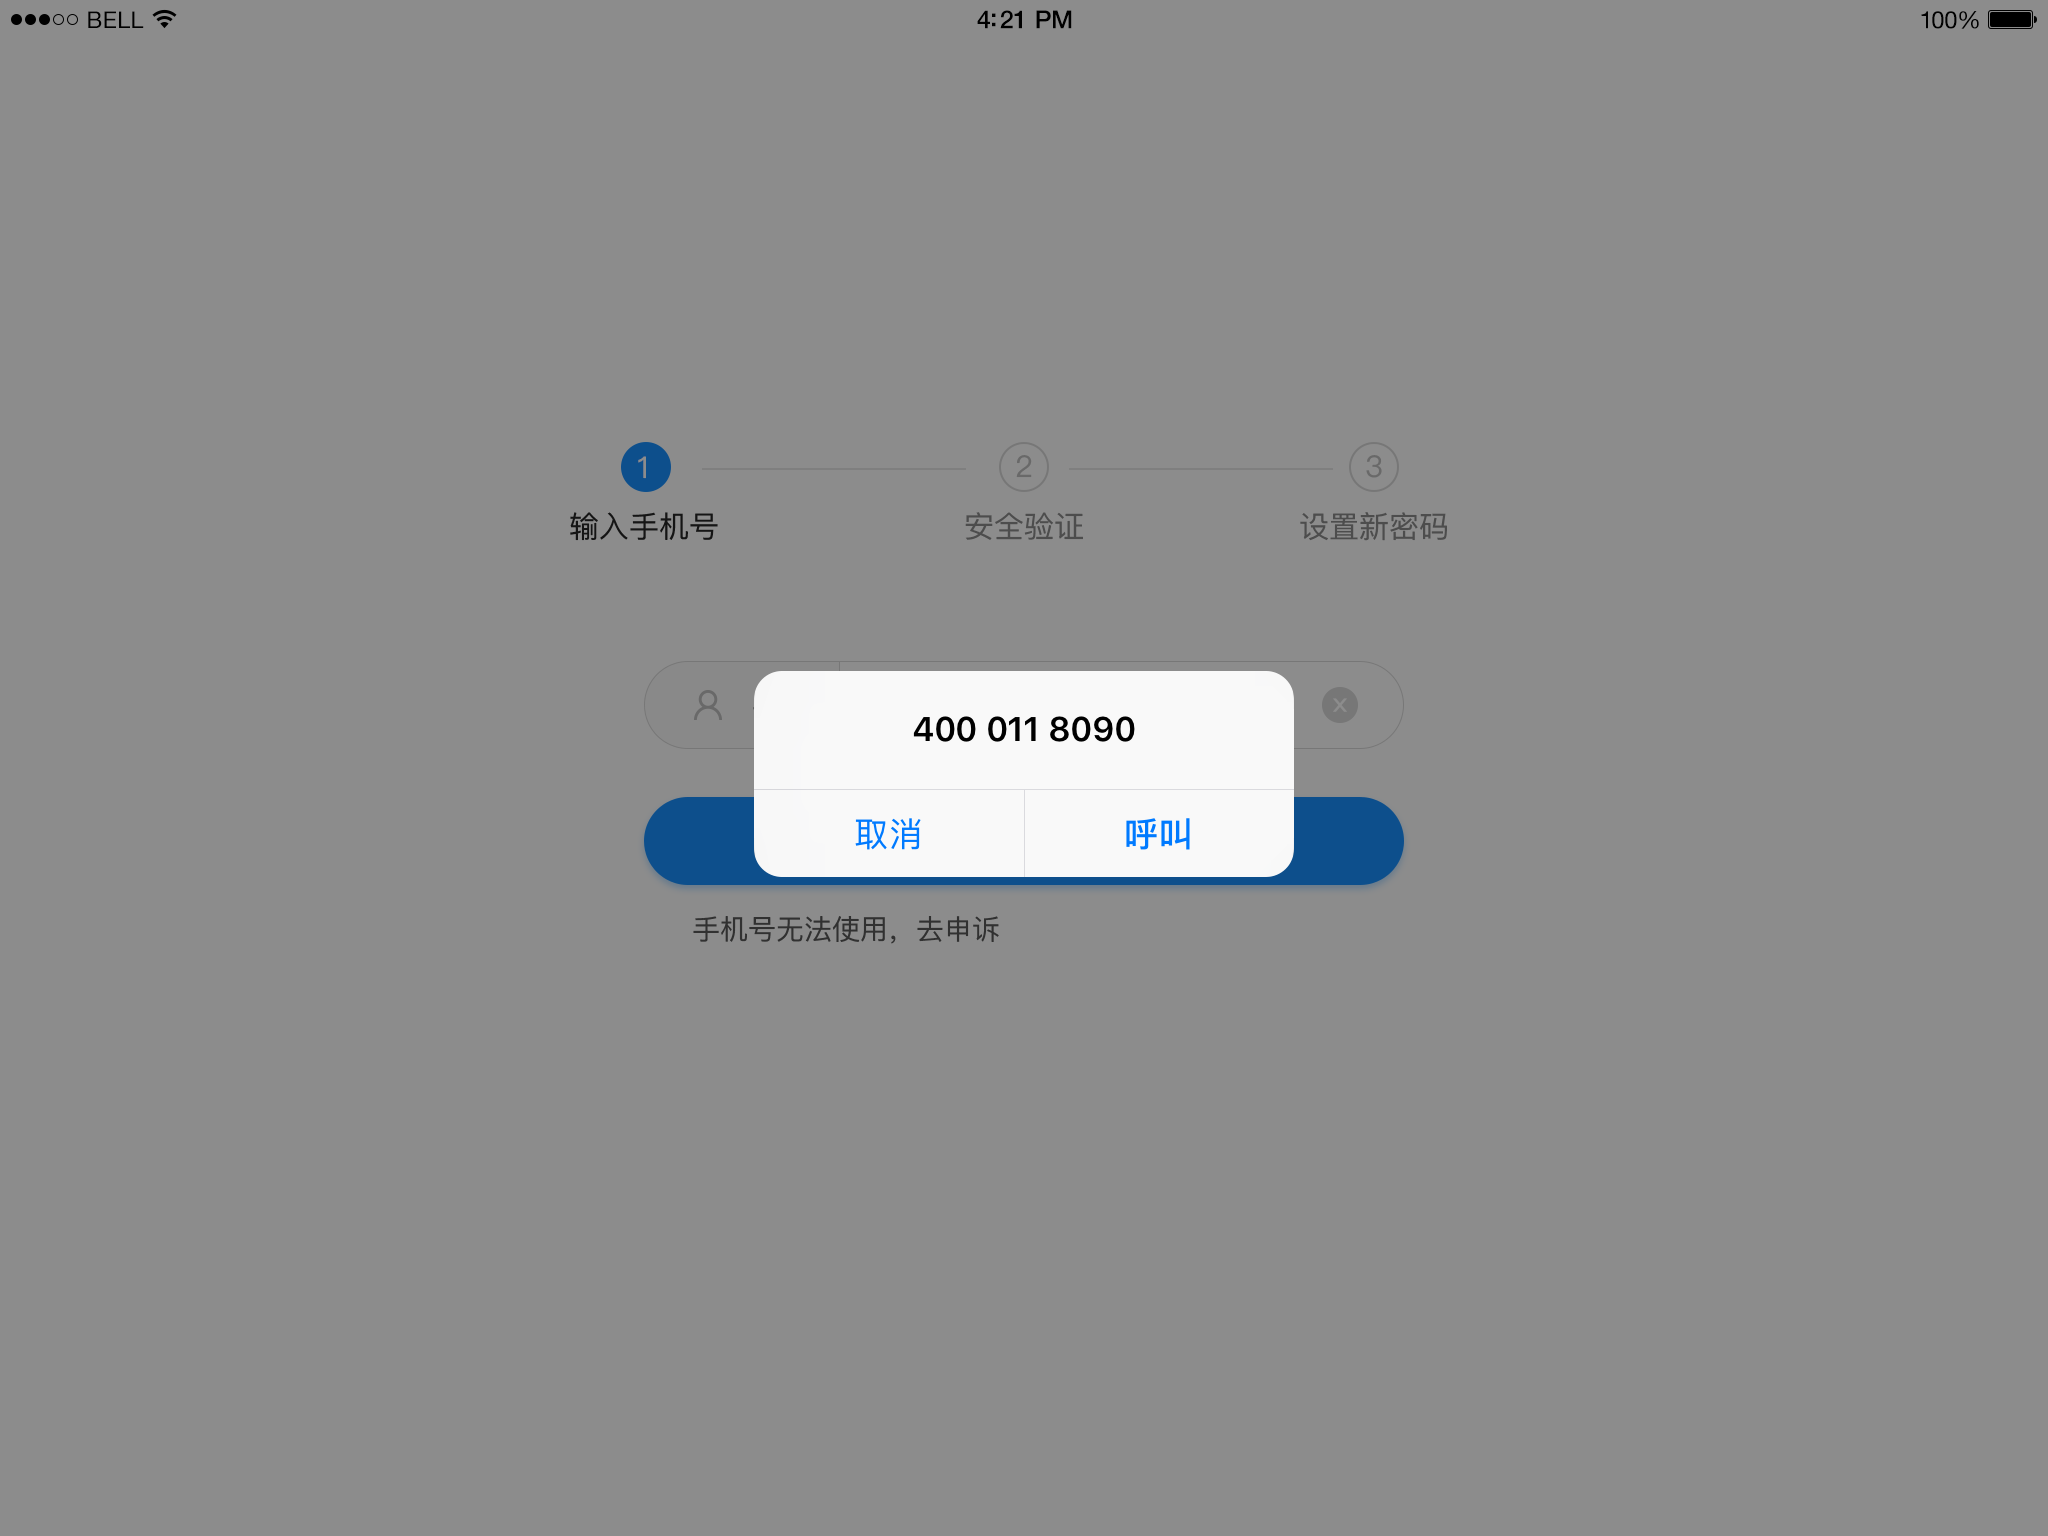 BELL 4:21 PM 100%
1 2 3
输入手机号 安全验证 设置新密码
400 011 8090
取消 呼叫
手机号无法使用，去申诉